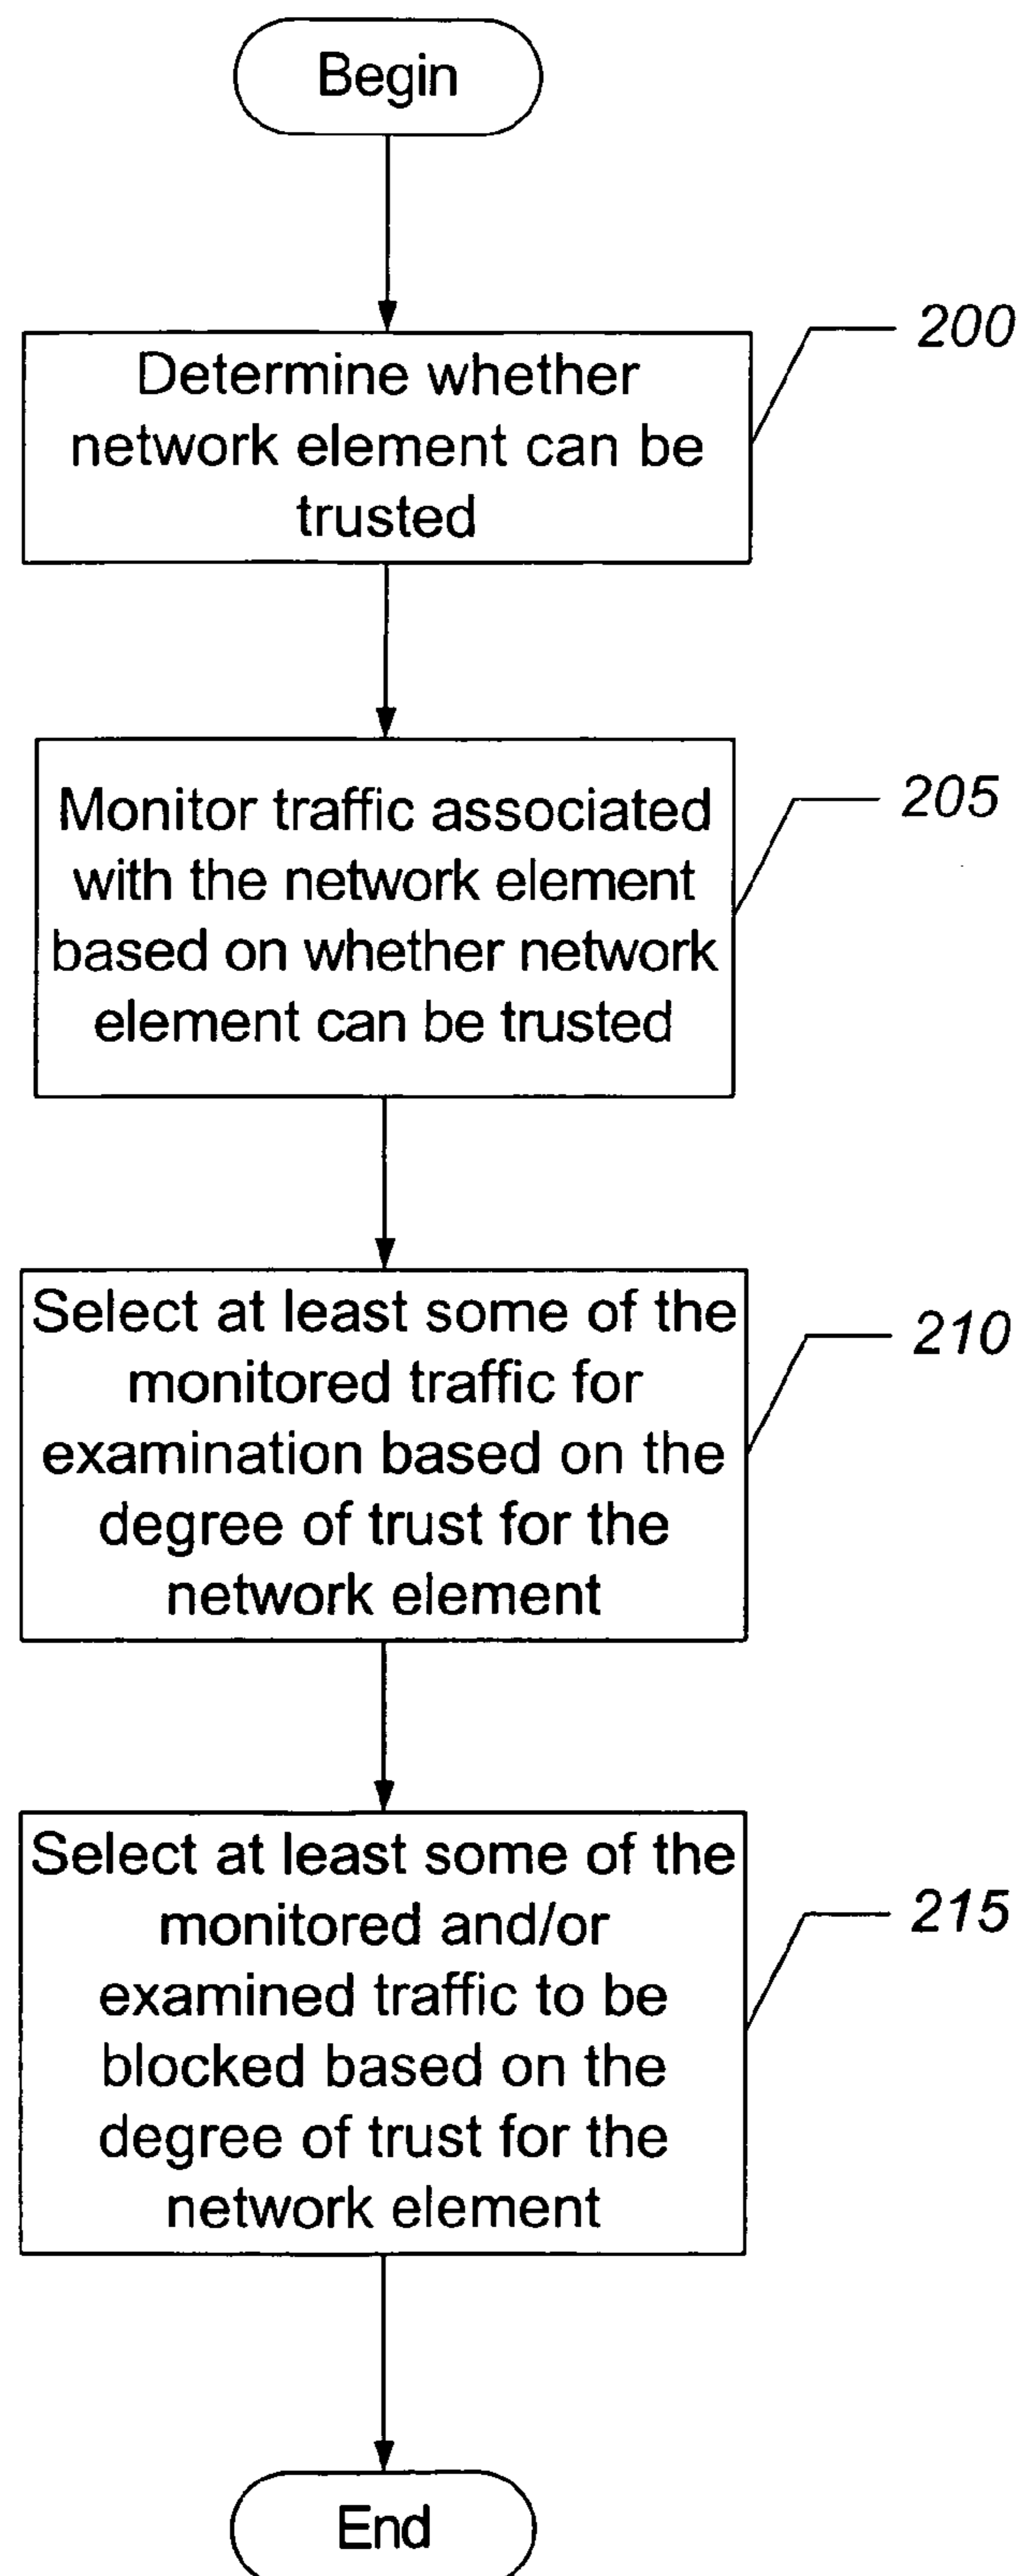 Begin
Determine whether
network element can be
trusted
200
Monitor traffic associated
with the network element
based on whether network
element can be trusted
205
Select at least some of the
monitored traffic for
examination based on the
degree of trust for the
network element
210
Select at least some of the
monitored and/or
examined traffic to be
blocked based on the
degree of trust for the
network element
215
End